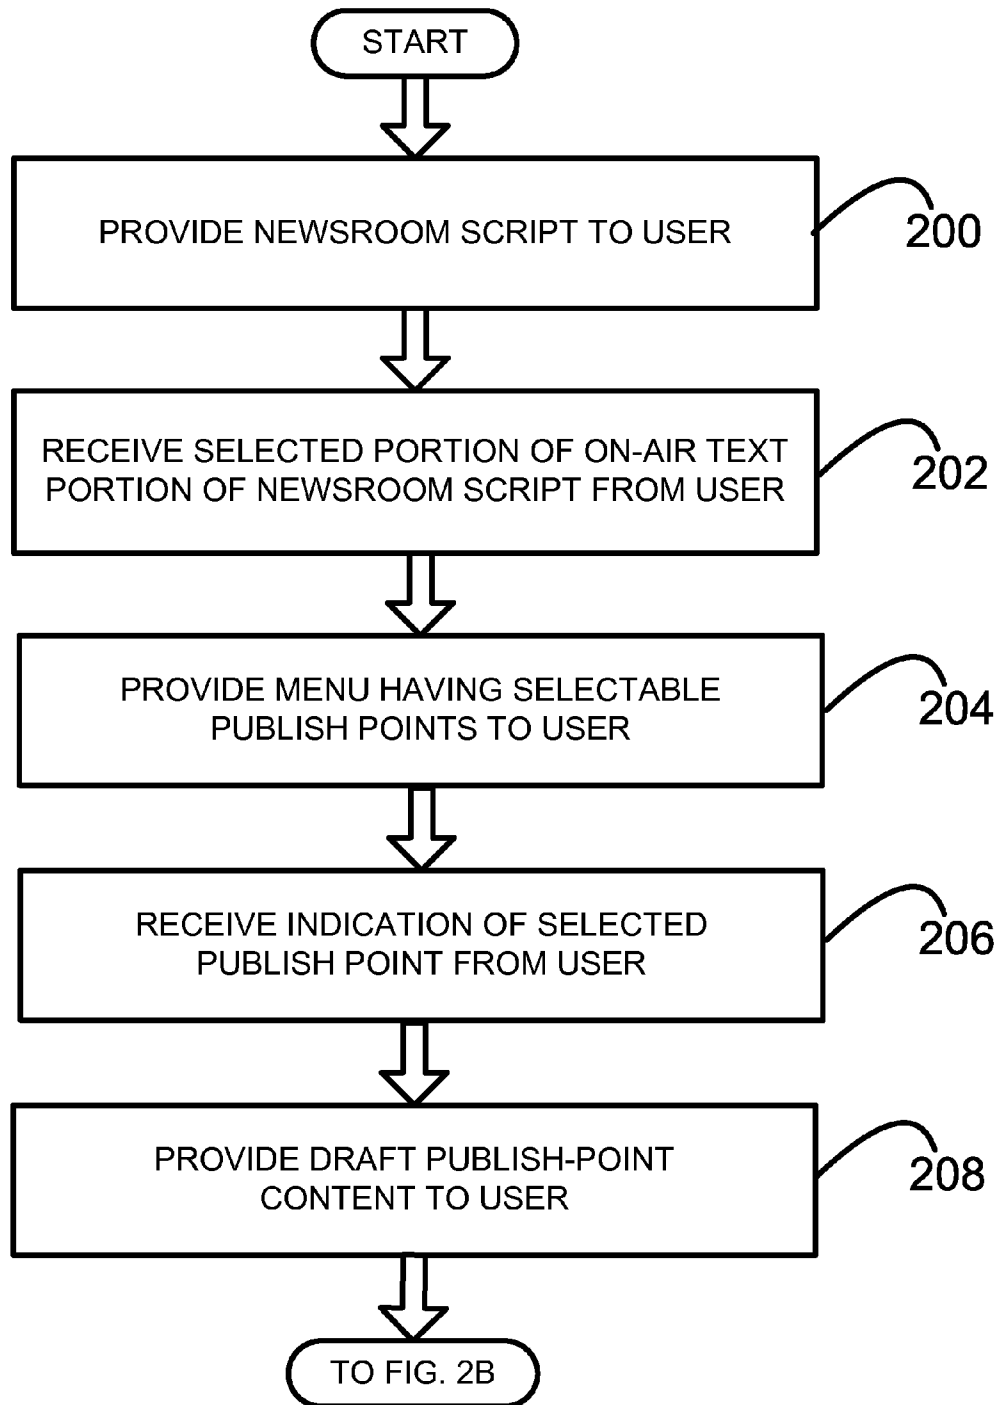 START
PROVIDE NEWSROOM SCRIPT TO USER
200
RECEIVE SELECTED PORTION OF ON-AIR TEXT
PORTION OF NEWSROOM SCRIPT FROM USER
202
PROVIDE MENU HAVING SELECTABLE
PUBLISH POINTS TO USER
204
RECEIVE INDICATION OF SELECTED
PUBLISH POINT FROM USER
206
PROVIDE DRAFT PUBLISH-POINT
CONTENT TO USER
208
TO FIG. 2B